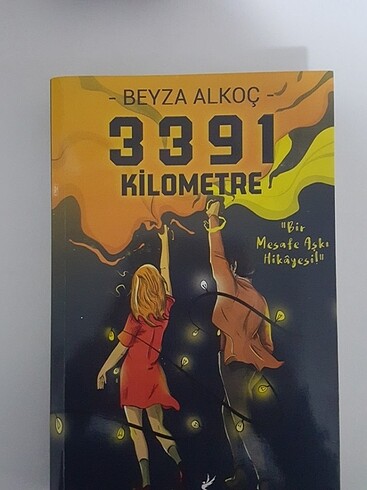 - BEYZA ALKOÇ -
3391
KİLOMETRE
"Bir
Mesafe Aşkı
Hikâyesi!"